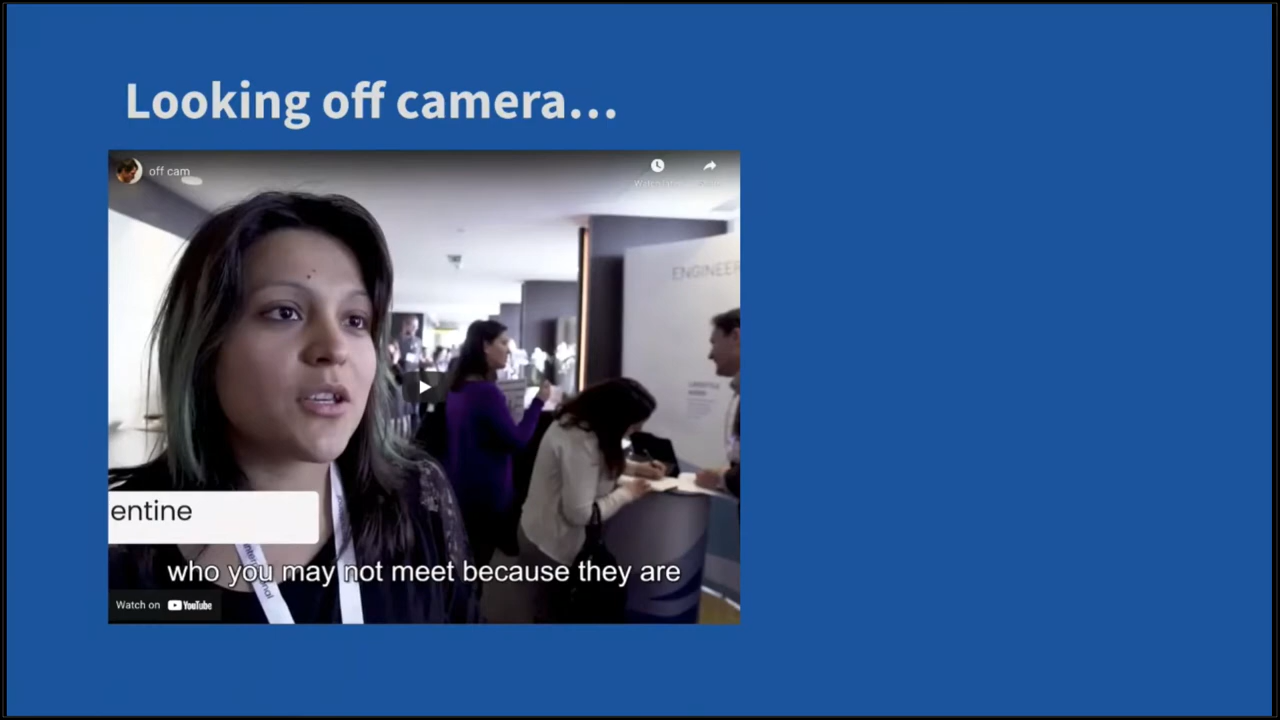 Looking off camera...
off cam
ENGINEER
entine
who you may not meet because they are
Watch on YouTube